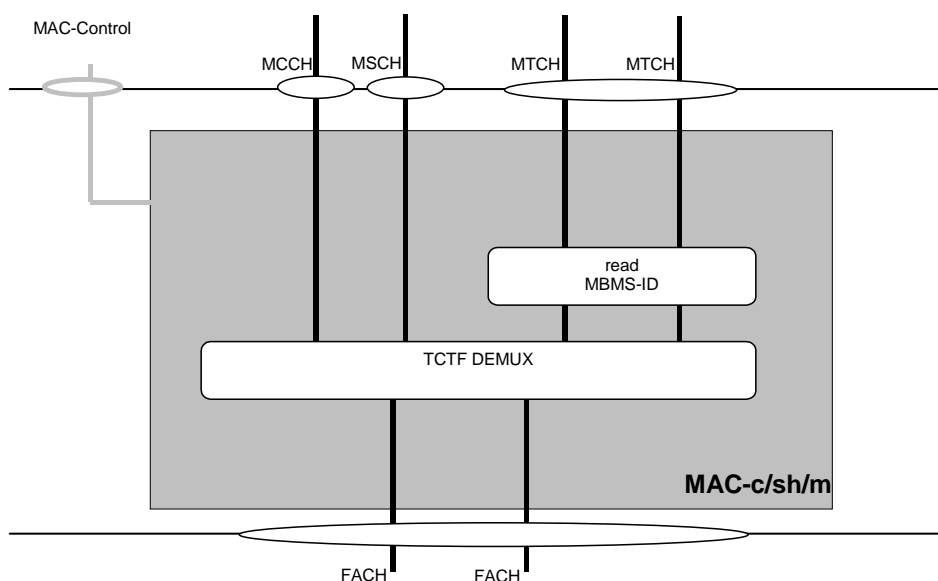 MAC-Control
MCCH
MSCH
MTCH
MTCH
read
MBMS-ID
TCTF DEMUX
MAC-c/sh/m
FACH
FACH